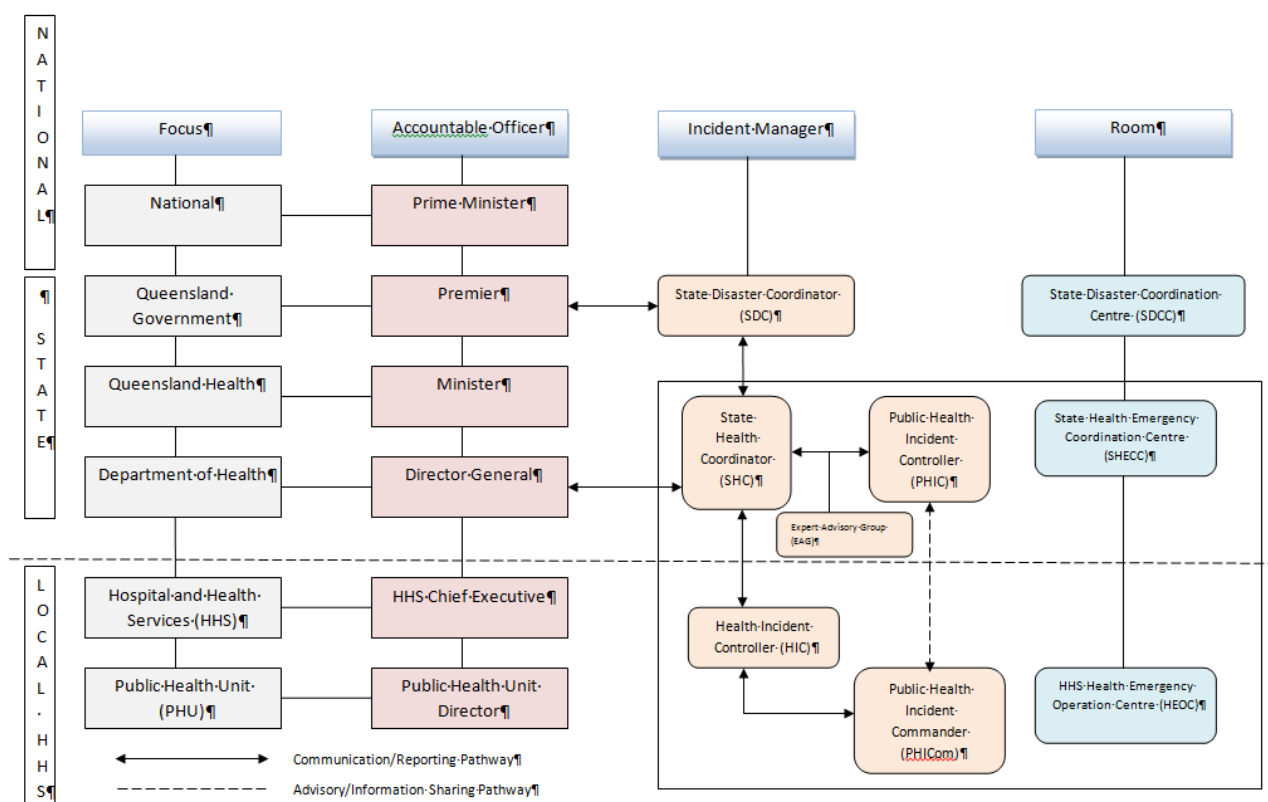 NATIONAL¶
¶
STATE¶
LOCAL·HHS¶
Focus¶
Accountable·Officer¶
Incident·Manager¶
Room¶
National¶
Prime·Minister¶
Queensland·
Government¶
Premier¶
State·Disaster·Coordinator·
(SDC)¶
State·Disaster·Coordination·
Centre·(SDCC)¶
Queensland·Health¶
Minister¶
State·
Health·
Coordinator·
(SHC)¶
Public·Health·
Incident·
Controller·
(PHIC)¶
State·Health·Emergency·
Coordination·Centre·
(SHECC)¶
Department·of·Health¶
Director·General¶
Expert·Advisory·Group·
(EAG)¶
Hospital·and·Health·
Services·(HHS)¶
HHS·Chief·Executive¶
Health·Incident·
Controller·(HIC)¶
Public·Health·Unit·
(PHU)¶
Public·Health·Unit·
Director¶
Public·Health·
Incident·
Commander·
(PHICom)¶
HHS·Health·Emergency·
Operation·Centre·(HEOC)¶
Communication/Reporting·Pathway¶
Advisory/Information·Sharing·Pathway¶